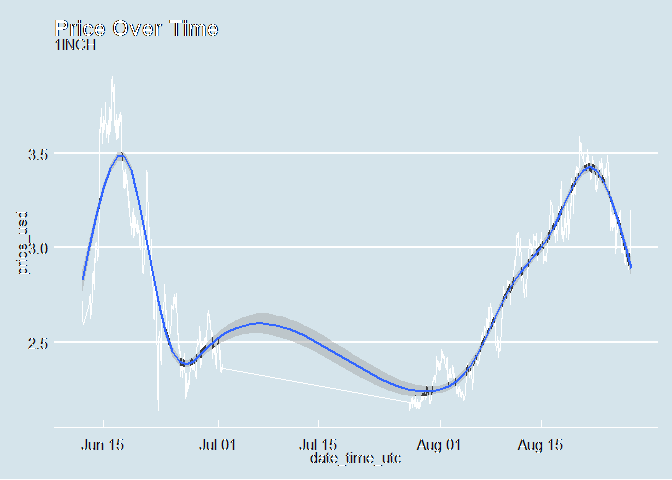 Price Over Time
1INCH
3.5
3.0
2.5
price_usd
Jun 15
Jul 01
Jul 15
Aug 01
Aug 15
date_time_utc